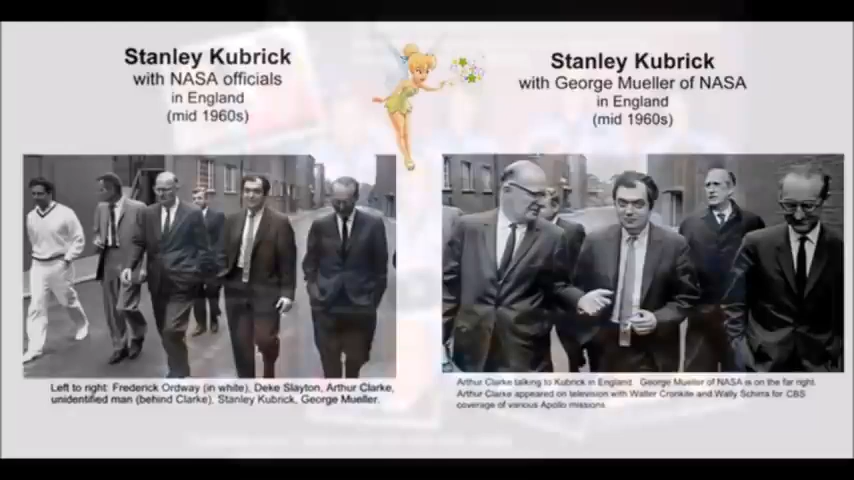 Stanley Kubrick
with NASA officials
in England
(mid 1960s)
Left to right: Frederick Ordway (in white), Deke Slayton, Arthur Clarke,
unidentified man (behind Clarke), Stanley Kubrick, George Mueller.
Stanley Kubrick
with George Mueller of NASA
in England
(mid 1960s)
Arthur Clarke talking to Kubrick in England. George Mueller of NASA is on the far right.
Arthur Clarke appeared on television with Walter Cronkite and Wally Schirra for CBS
coverage of various Apollo missions